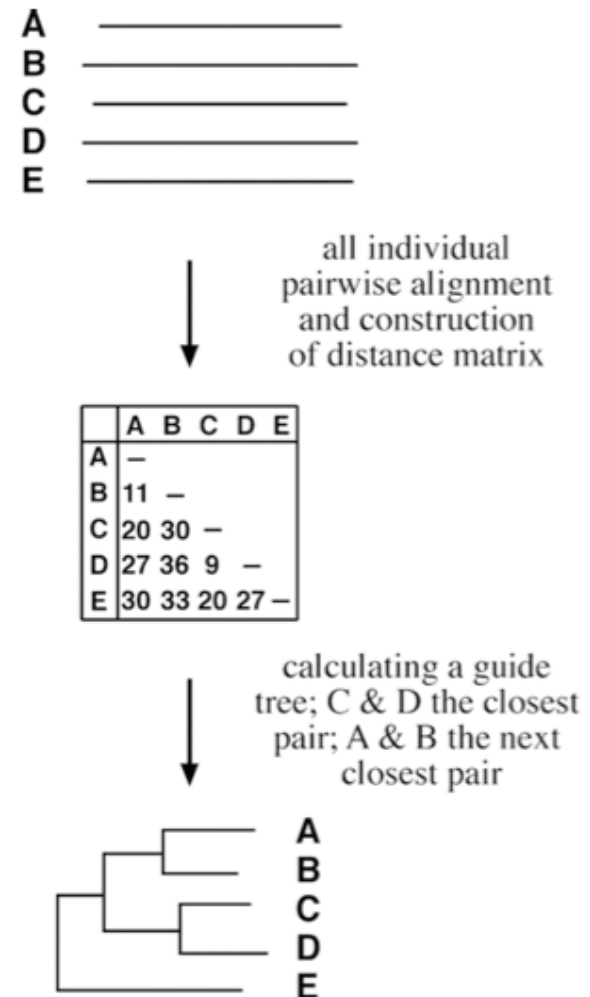 A
B
C
D
E
all individual
pairwise alignment
and construction
of distance matrix
A B C D E
A –
B 11 –
C 20 30 –
D 27 36 9 –
E 30 33 20 27 –
calculating a guide
tree; C & D the closest
pair; A & B the next
closest pair
A
B
C
D
E